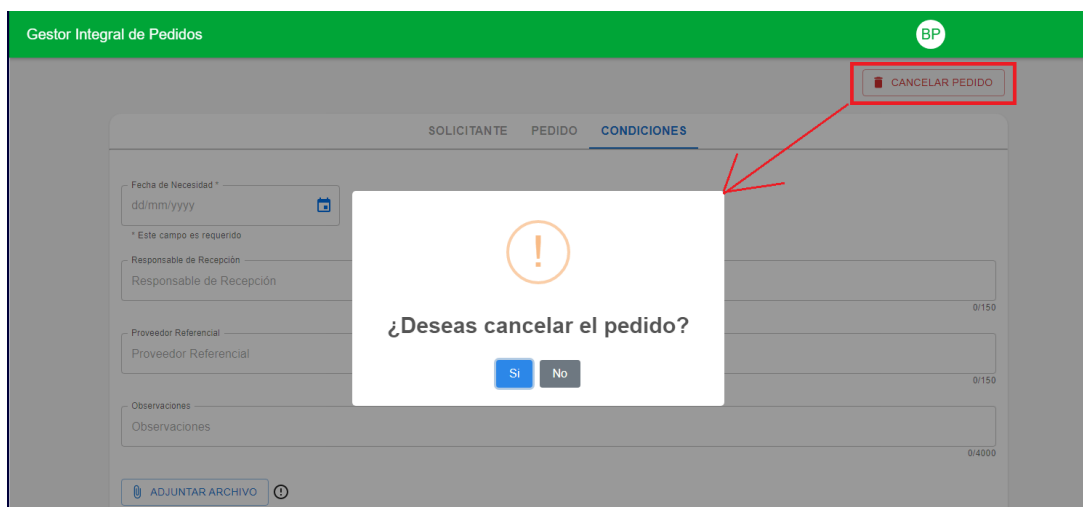 Gestor Integral de Pedidos
BP
CANCELAR PEDIDO
SOLICITANTE PEDIDO CONDICIONES
Fecha de Necesidad *
dd/mm/yyyy
* Este campo es requerido
Responsable de Recepción
Responsable de Recepción
0/150
¿Deseas cancelar el pedido?
Si No
Proveedor Referencial
Proveedor Referencial
0/150
Observaciones
Observaciones
0/4000
ADJUNTAR ARCHIVO